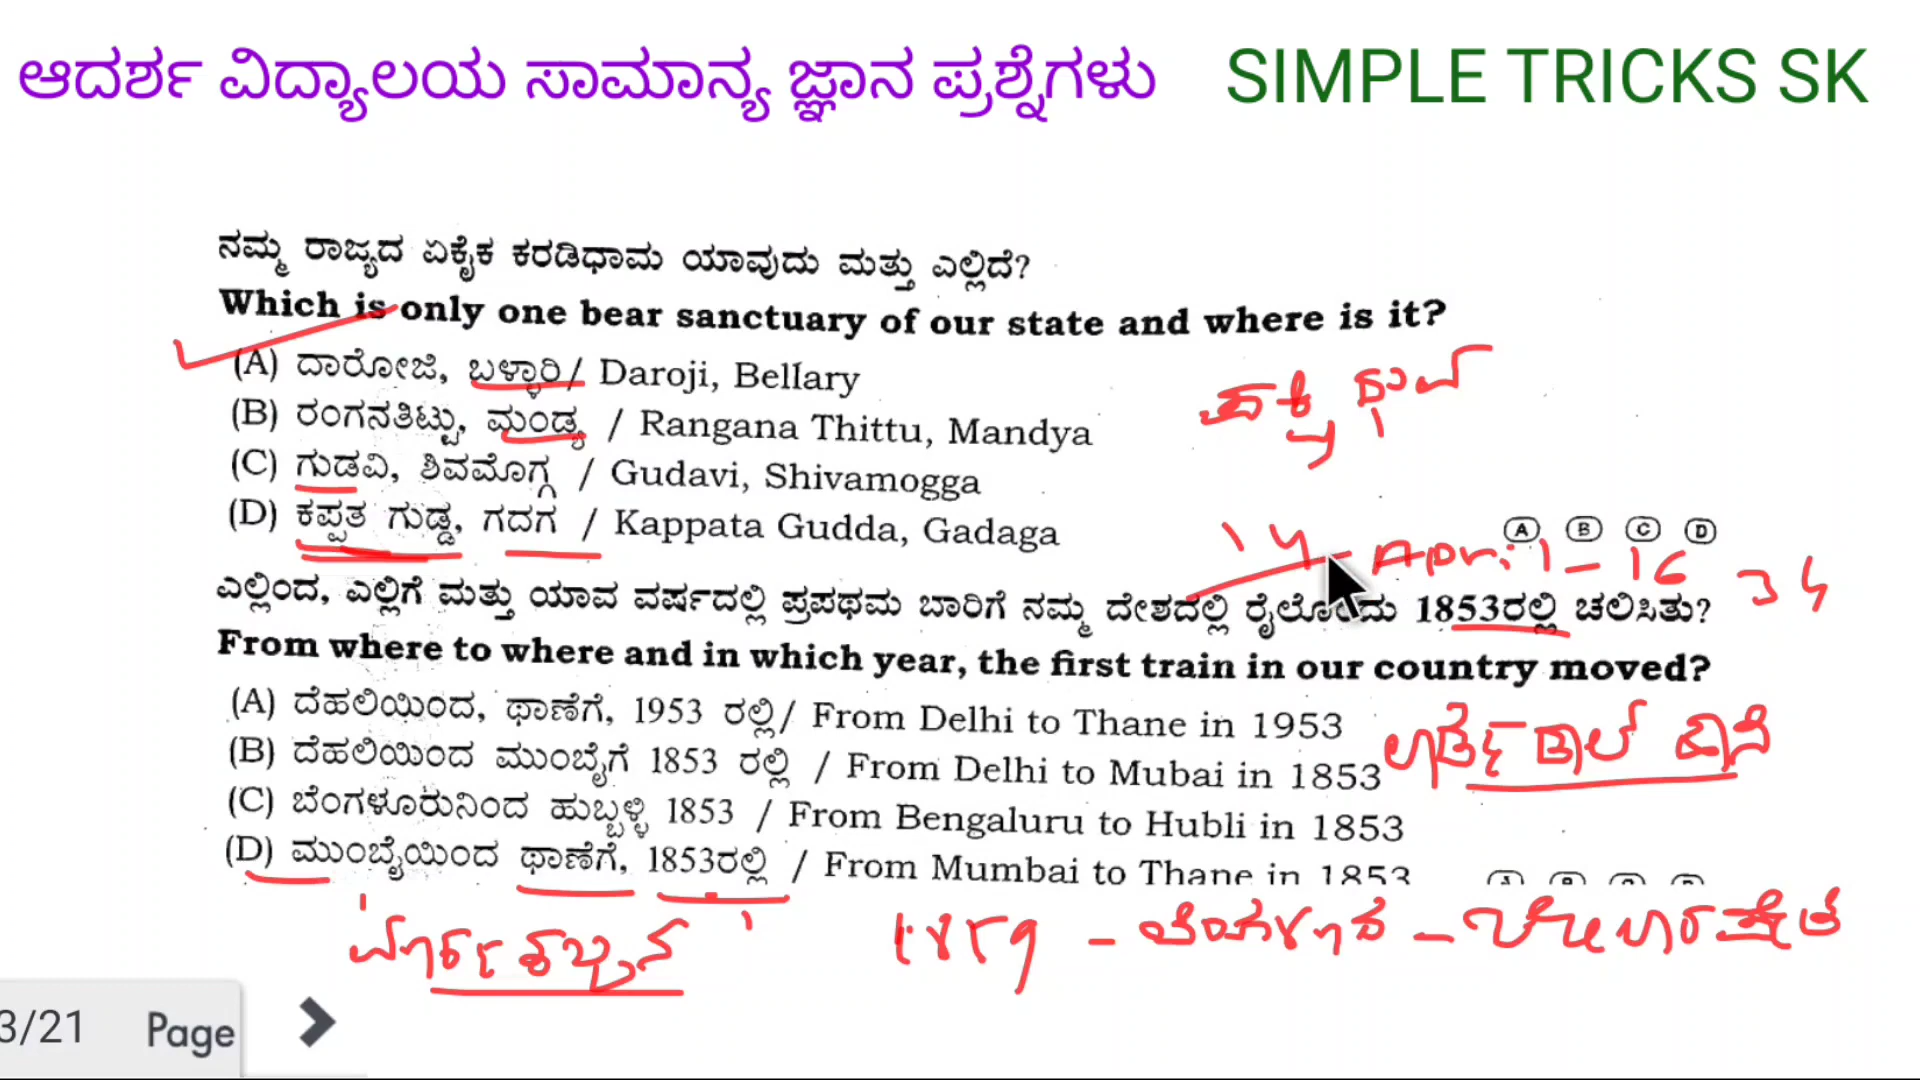 ಆದರ್ಶ ವಿದ್ಯಾಲಯ ಸಾಮಾನ್ಯ ಜ್ಞಾನ ಪ್ರಶ್ನೆಗಳು SIMPLE TRICKS SK
ನಮ್ಮ ರಾಜ್ಯದ ಏಕೈಕ ಕರಡಿಧಾಮ ಯಾವುದು ಮತ್ತು ಎಲ್ಲಿದೆ?
Which is only one bear sanctuary of our state and where is it?
(A) ದಾರೋಜಿ, ಬಳ್ಳಾರಿ/ Daroji, Bellary
(B) ರಂಗನತಿಟ್ಟು, ಮಂಡ್ಯ / Rangana Thittu, Mandya
(C) ಗುಡವಿ, ಶಿವಮೊಗ್ಗ / Gudavi, Shivamogga
(D) ಕಪ್ಪತ ಗುಡ್ಡ, ಗದಗ / Kappata Gudda, Gadaga
A B C D
14 - April - 16 34
ಎಲ್ಲಿಂದ, ಎಲ್ಲಿಗೆ ಮತ್ತು ಯಾವ ವರ್ಷದಲ್ಲಿ ಪ್ರಪಥಮ ಬಾರಿಗೆ ನಮ್ಮ ದೇಶದಲ್ಲಿ 1853ರಲ್ಲಿ ಚಲಿಸಿತು?
From where to where and in which year, the first train in our country moved?
(A) ದೆಹಲಿಯಿಂದ, ಥಾಣೆಗೆ, 1953 ರಲ್ಲಿ/ From Delhi to Thane in 1953
(B) ದೆಹಲಿಯಿಂದ ಮುಂಬೈಗೆ 1853 ರಲ್ಲಿ / From Delhi to Mubai in 1853
(C) ಬೆಂಗಳೂರುನಿಂದ ಹುಬ್ಬಳ್ಳಿ 1853 / From Bengaluru to Hubli in 1853
(D) ಮುಂಬೈಯಿಂದ ಥಾಣೆಗೆ, 1853ರಲ್ಲಿ / From Mumbai to Thane in 1853
3/21 Page